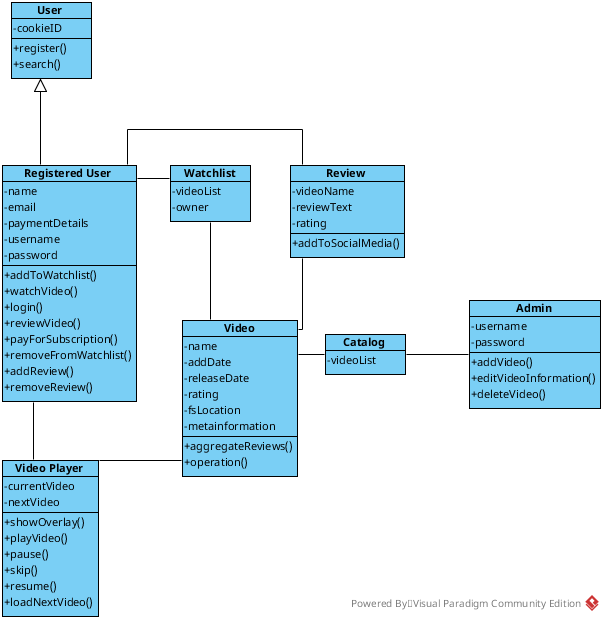 User
-cookieID
+register()
+search()
Registered User
-name
-email
-paymentDetails
-username
-password
+addToWatchlist()
+watchVideo()
+login()
+reviewVideo()
+payForSubscription()
+removeFromWatchlist()
+addReview()
+removeReview()
Watchlist
-videoList
-owner
Review
-videoName
-reviewText
-rating
+addToSocialMedia()
Video
-name
-addDate
-releaseDate
-rating
-fsLocation
-metainformation
+aggregateReviews()
+operation()
Catalog
-videoList
Admin
-username
-password
+addVideo()
+editVideoInformation()
+deleteVideo()
Video Player
-currentVideo
-nextVideo
+showOverlay()
+playVideo()
+pause()
+skip()
+resume()
+loadNextVideo()
Powered By Visual Paradigm Community Edition